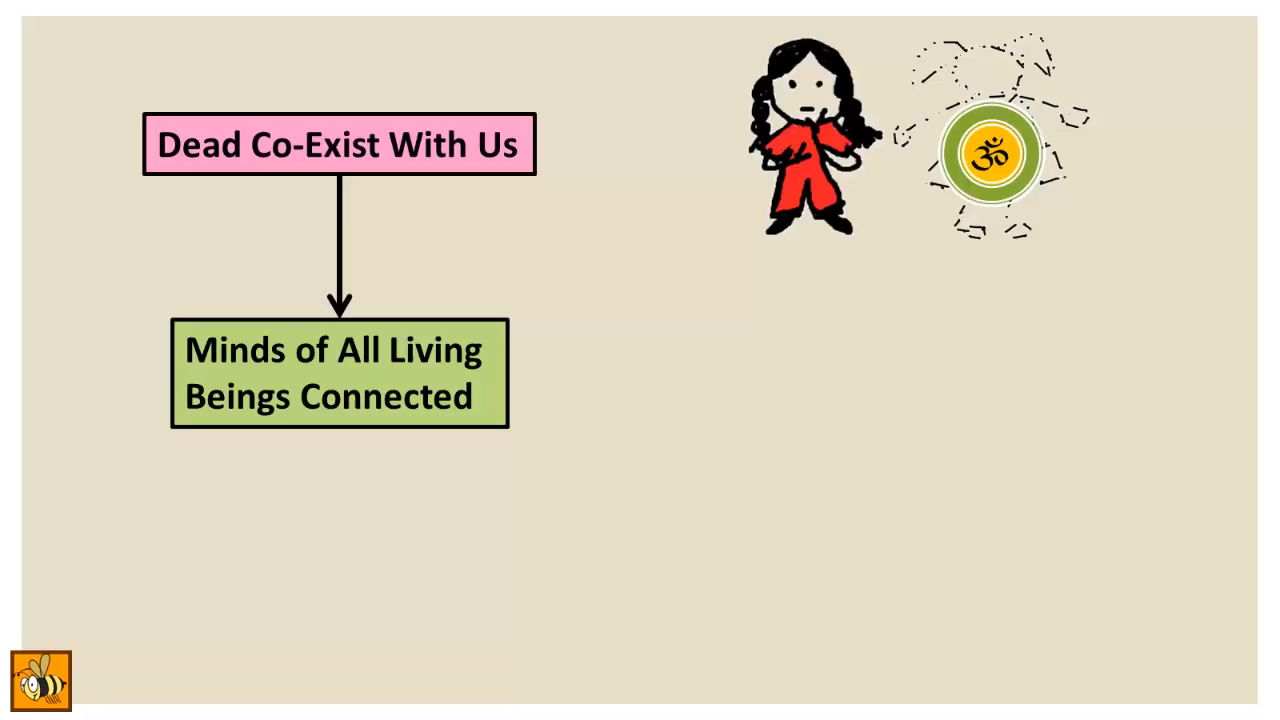 Dead Co-Exist With Us
ॐ
Minds of All Living
Beings Connected